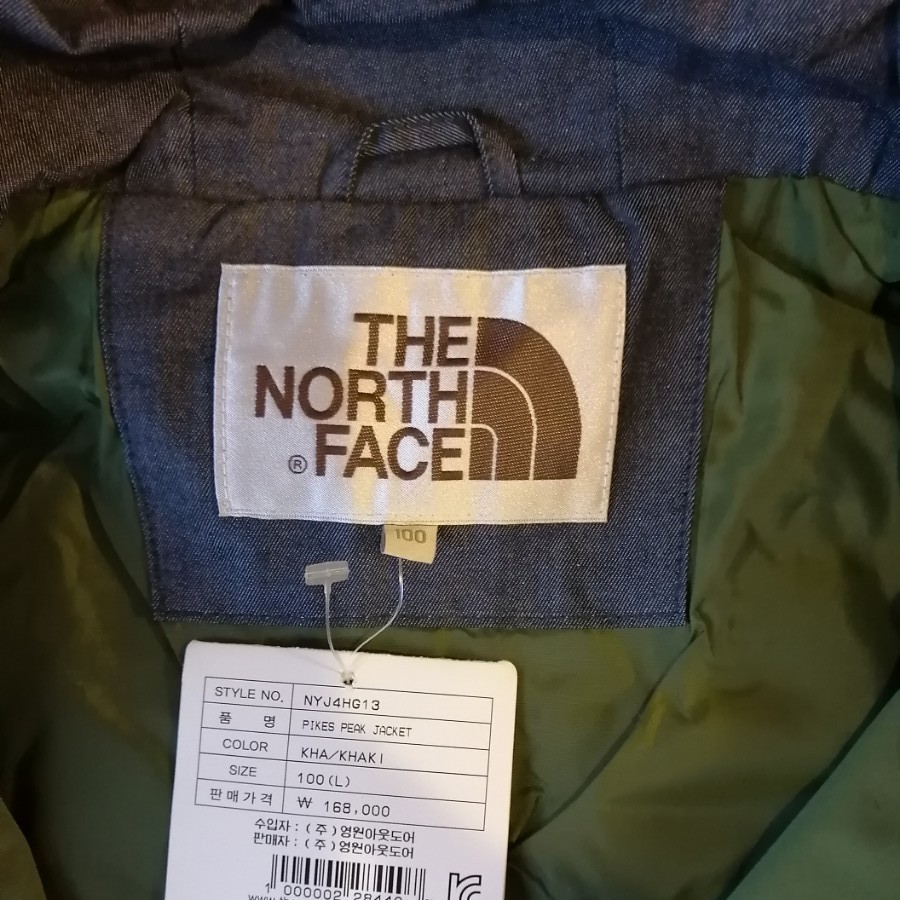 THE
NORTH
® FACE
100
STYLE NO. NYJ4HG13
품 명 PIKES PEAK JACKET
COLOR KHA/KHAKI
SIZE 100(L)
판매가격 ₩ 168,000
수입자 : (주)영원아웃도어
판매자 : (주)영원아웃도어